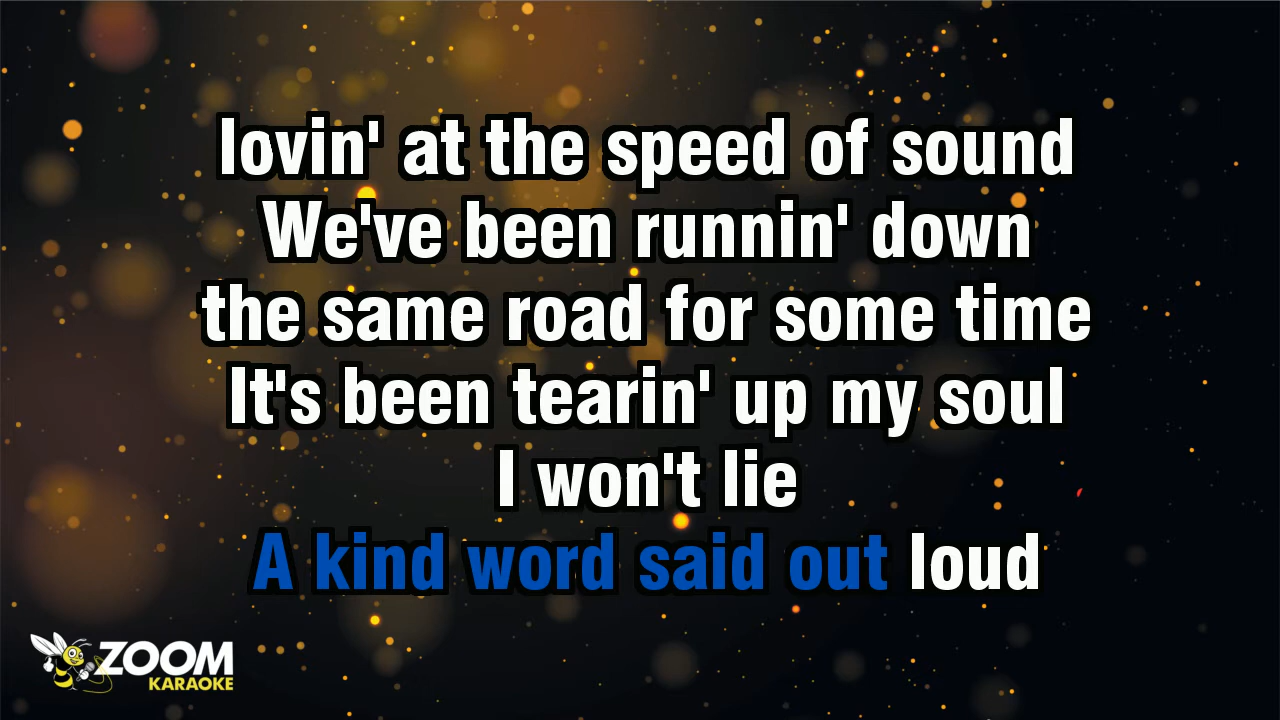 lovin' at the speed of sound
We've been runnin' down
the same road for some time
It's been tearin' up my soul
I won't lie
A kind word said out loud
ZOOM
KARAOKE